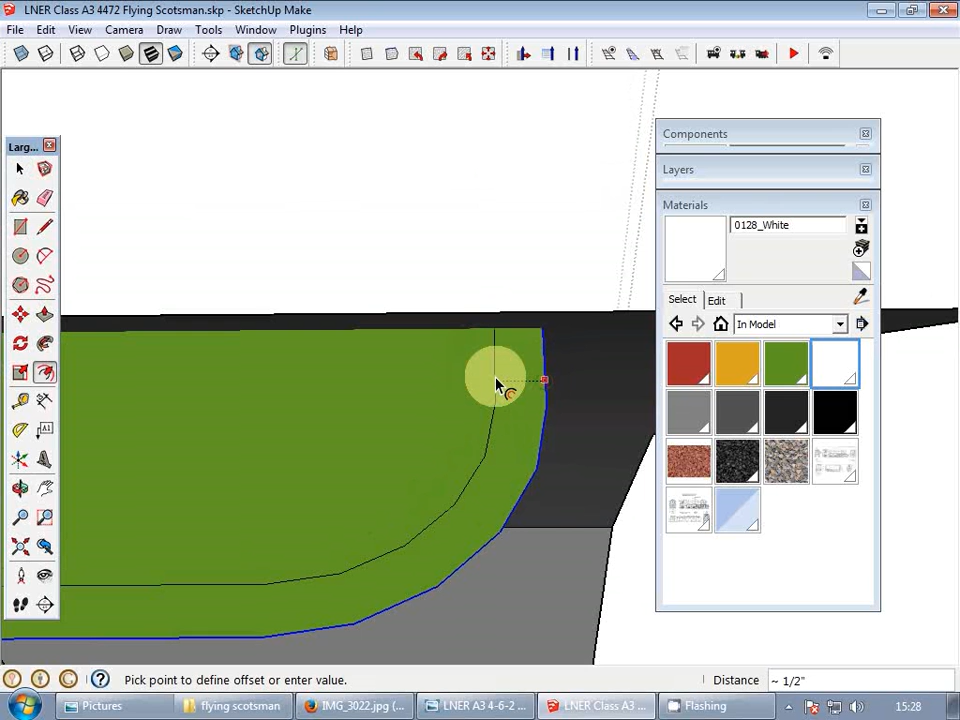 LNER Class A3 4472 Flying Scotsman.skp - SketchUp Make
File Edit View Camera Draw Tools Window Plugins Help
Larg...
Components
Layers
Materials
0128_White
Select Edit
In Model
Pick point to define offset or enter value.
Distance ~ 1/2"
Pictures
flying scotsman
IMG_3022.jpg (...
LNER A3 4-6-2 ...
LNER Class A3 ...
Flashing
15:28